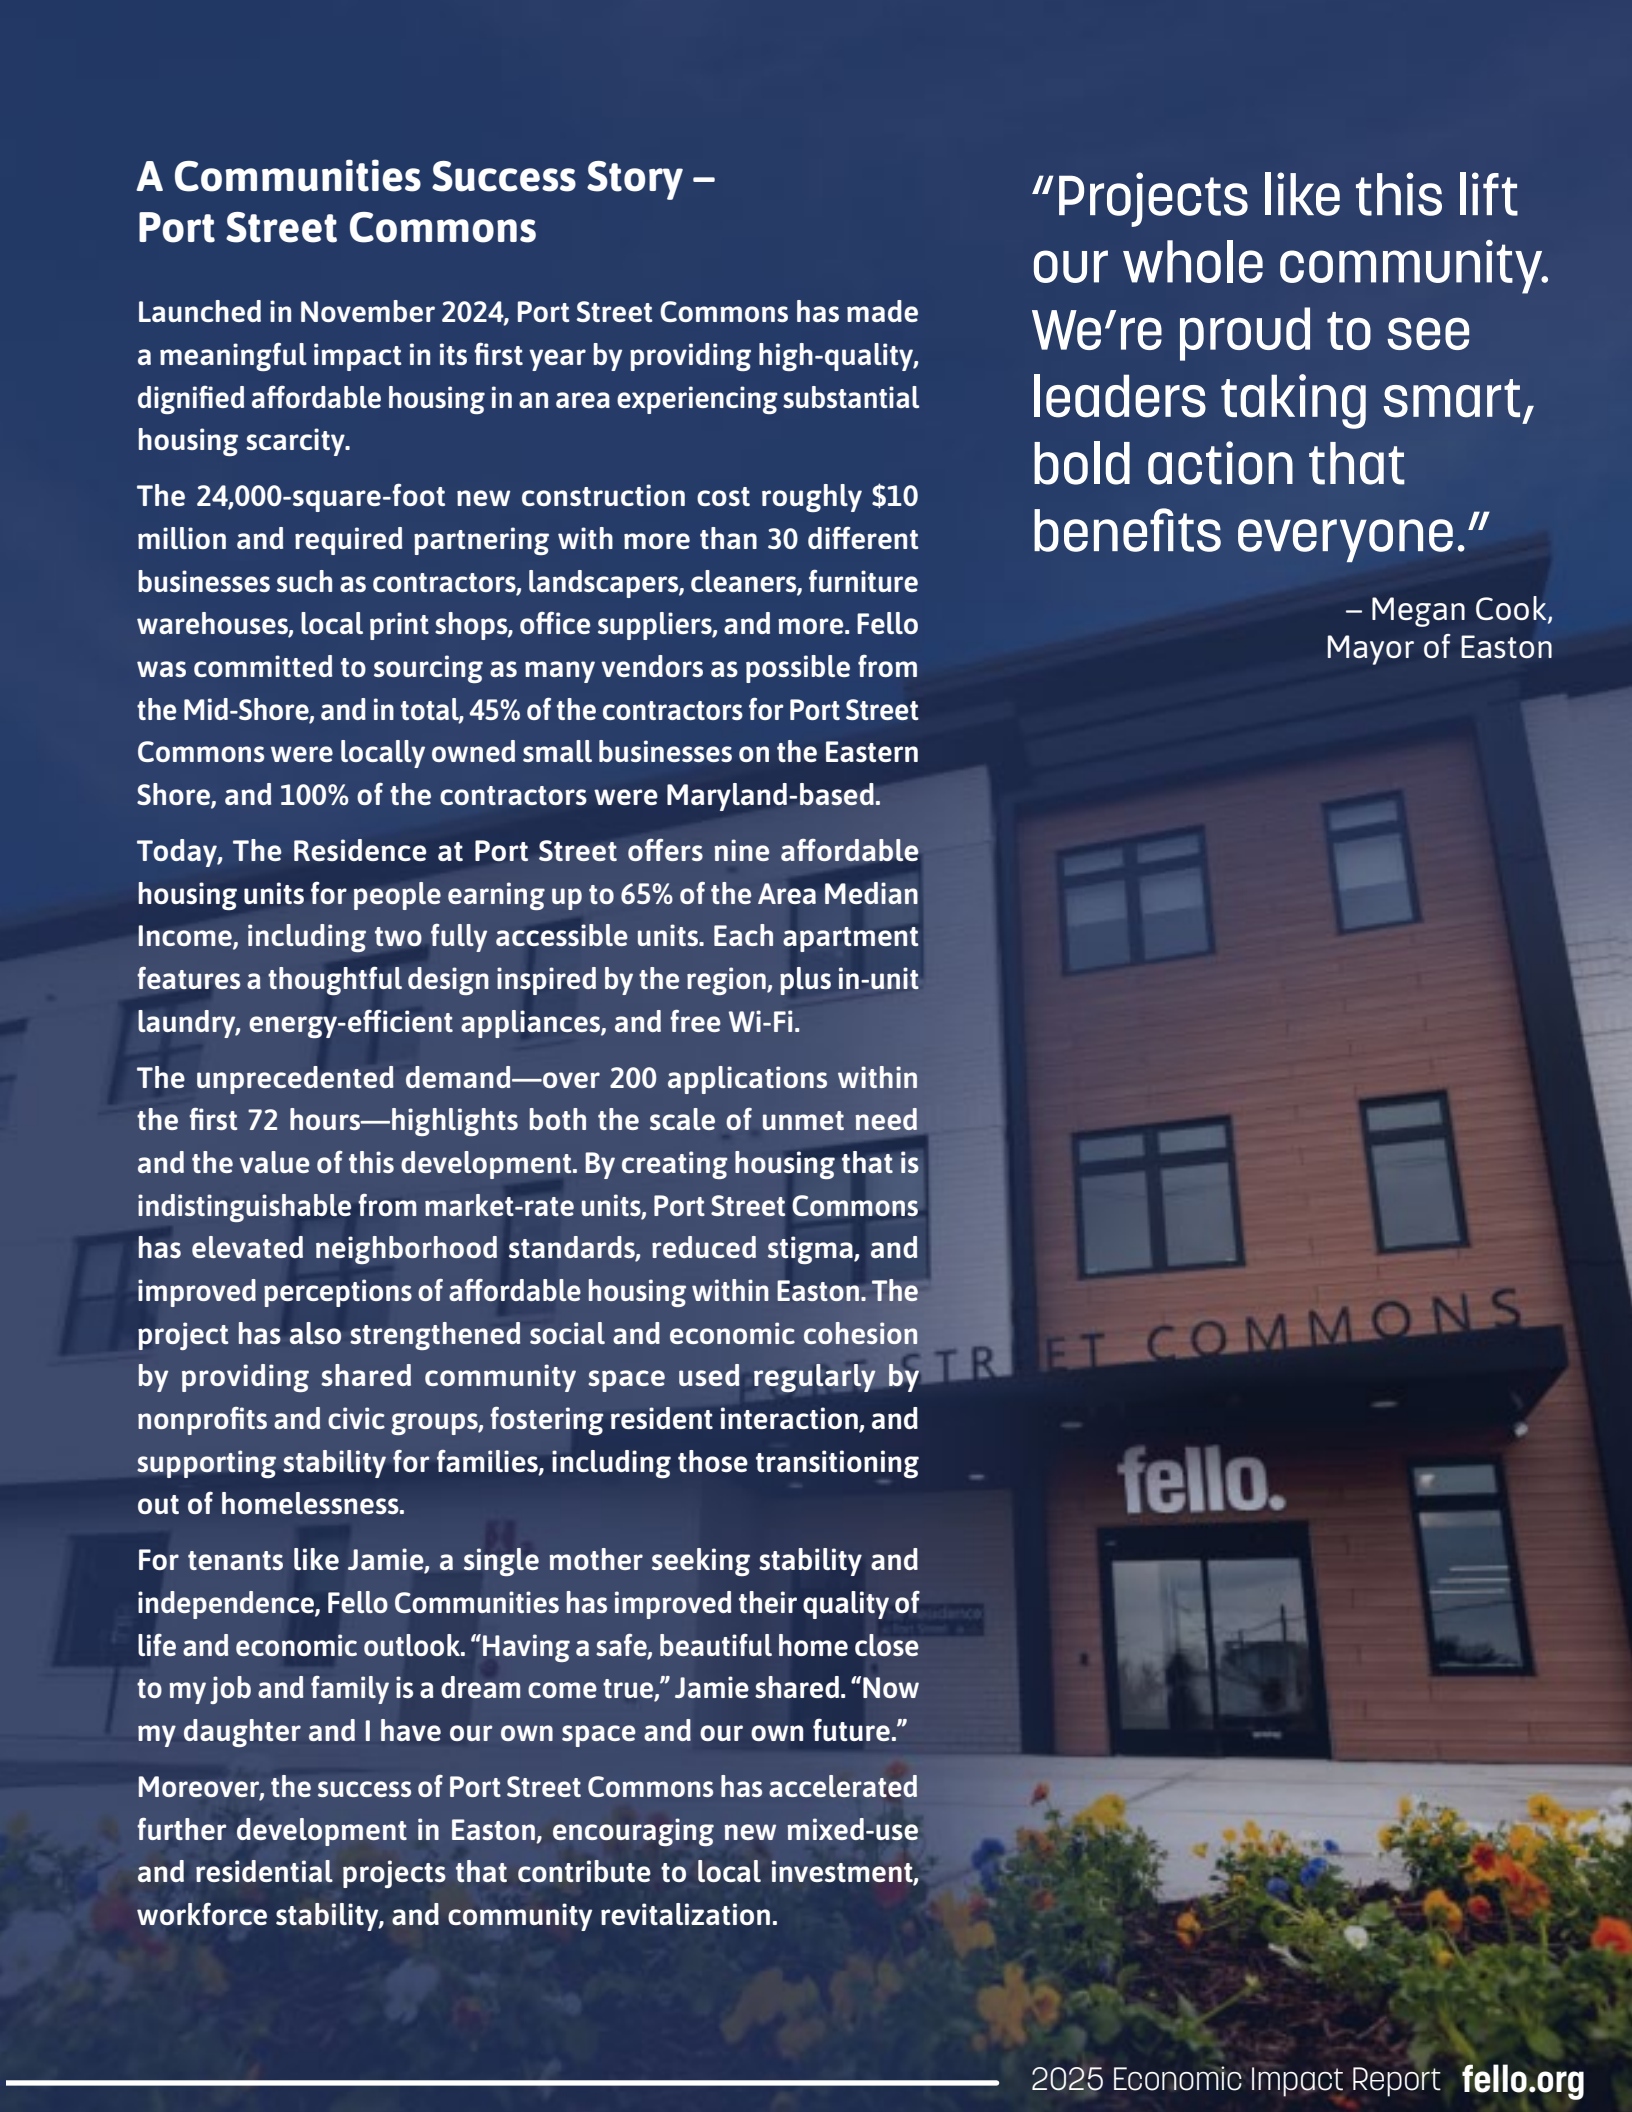 A Communities Success Story –
Port Street Commons
Launched in November 2024, Port Street Commons has made
a meaningful impact in its first year by providing high-quality,
dignified affordable housing in an area experiencing substantial
housing scarcity.
The 24,000-square-foot new construction cost roughly $10
million and required partnering with more than 30 different
businesses such as contractors, landscapers, cleaners, furniture
warehouses, local print shops, office suppliers, and more. Fello
was committed to sourcing as many vendors as possible from
the Mid-Shore, and in total, 45% of the contractors for Port Street
Commons were locally owned small businesses on the Eastern
Shore, and 100% of the contractors were Maryland-based.
Today, The Residence at Port Street offers nine affordable
housing units for people earning up to 65% of the Area Median
Income, including two fully accessible units. Each apartment
features a thoughtful design inspired by the region, plus in-unit
laundry, energy-efficient appliances, and free Wi-Fi.
The unprecedented demand—over 200 applications within
the first 72 hours—highlights both the scale of unmet need
and the value of this development. By creating housing that is
indistinguishable from market-rate units, Port Street Commons
has elevated neighborhood standards, reduced stigma, and
improved perceptions of affordable housing within Easton. The
project has also strengthened social and economic cohesion
by providing shared community space used regularly by
nonprofits and civic groups, fostering resident interaction, and
supporting stability for families, including those transitioning
out of homelessness.
For tenants like Jamie, a single mother seeking stability and
independence, Fello Communities has improved their quality of
life and economic outlook. “Having a safe, beautiful home close
to my job and family is a dream come true,” Jamie shared. “Now
my daughter and I have our own space and our own future.”
Moreover, the success of Port Street Commons has accelerated
further development in Easton, encouraging new mixed-use
and residential projects that contribute to local investment,
workforce stability, and community revitalization.
“Projects like this lift
our whole community.
We’re proud to see
leaders taking smart,
bold action that
benefits everyone.”
– Megan Cook,
Mayor of Easton
PORT STREET COMMONS
fello.
2025 Economic Impact Report fello.org